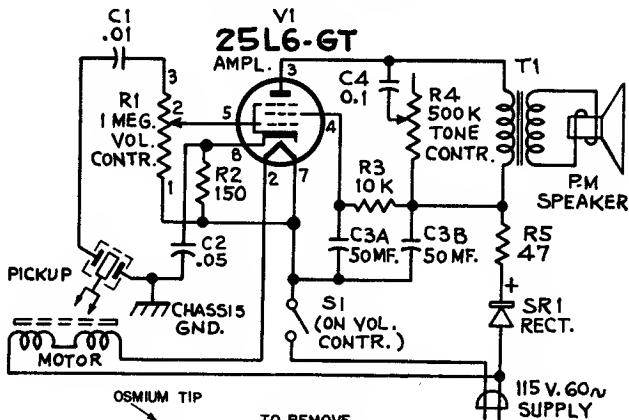 C1
.01
V1
25L6-GT
AMPL.
3
3
2
R1
1 MEG.
VOL.
CONTR.
1
5
8
2
7
4
C4
0.1
R4
500K
TONE
CONTR.
T1
P.M
SPEAKER
R2
150
R3
10K
C2
.05
C3A
50MF.
C3B
50MF.
R5
47
PICKUP
CHASSIS
GND.
S1
(ON VOL.
CONTR.)
+
SR1
RECT.
MOTOR
115 V. 60~
SUPPLY
OSMIUM TIP
TO REMOVE